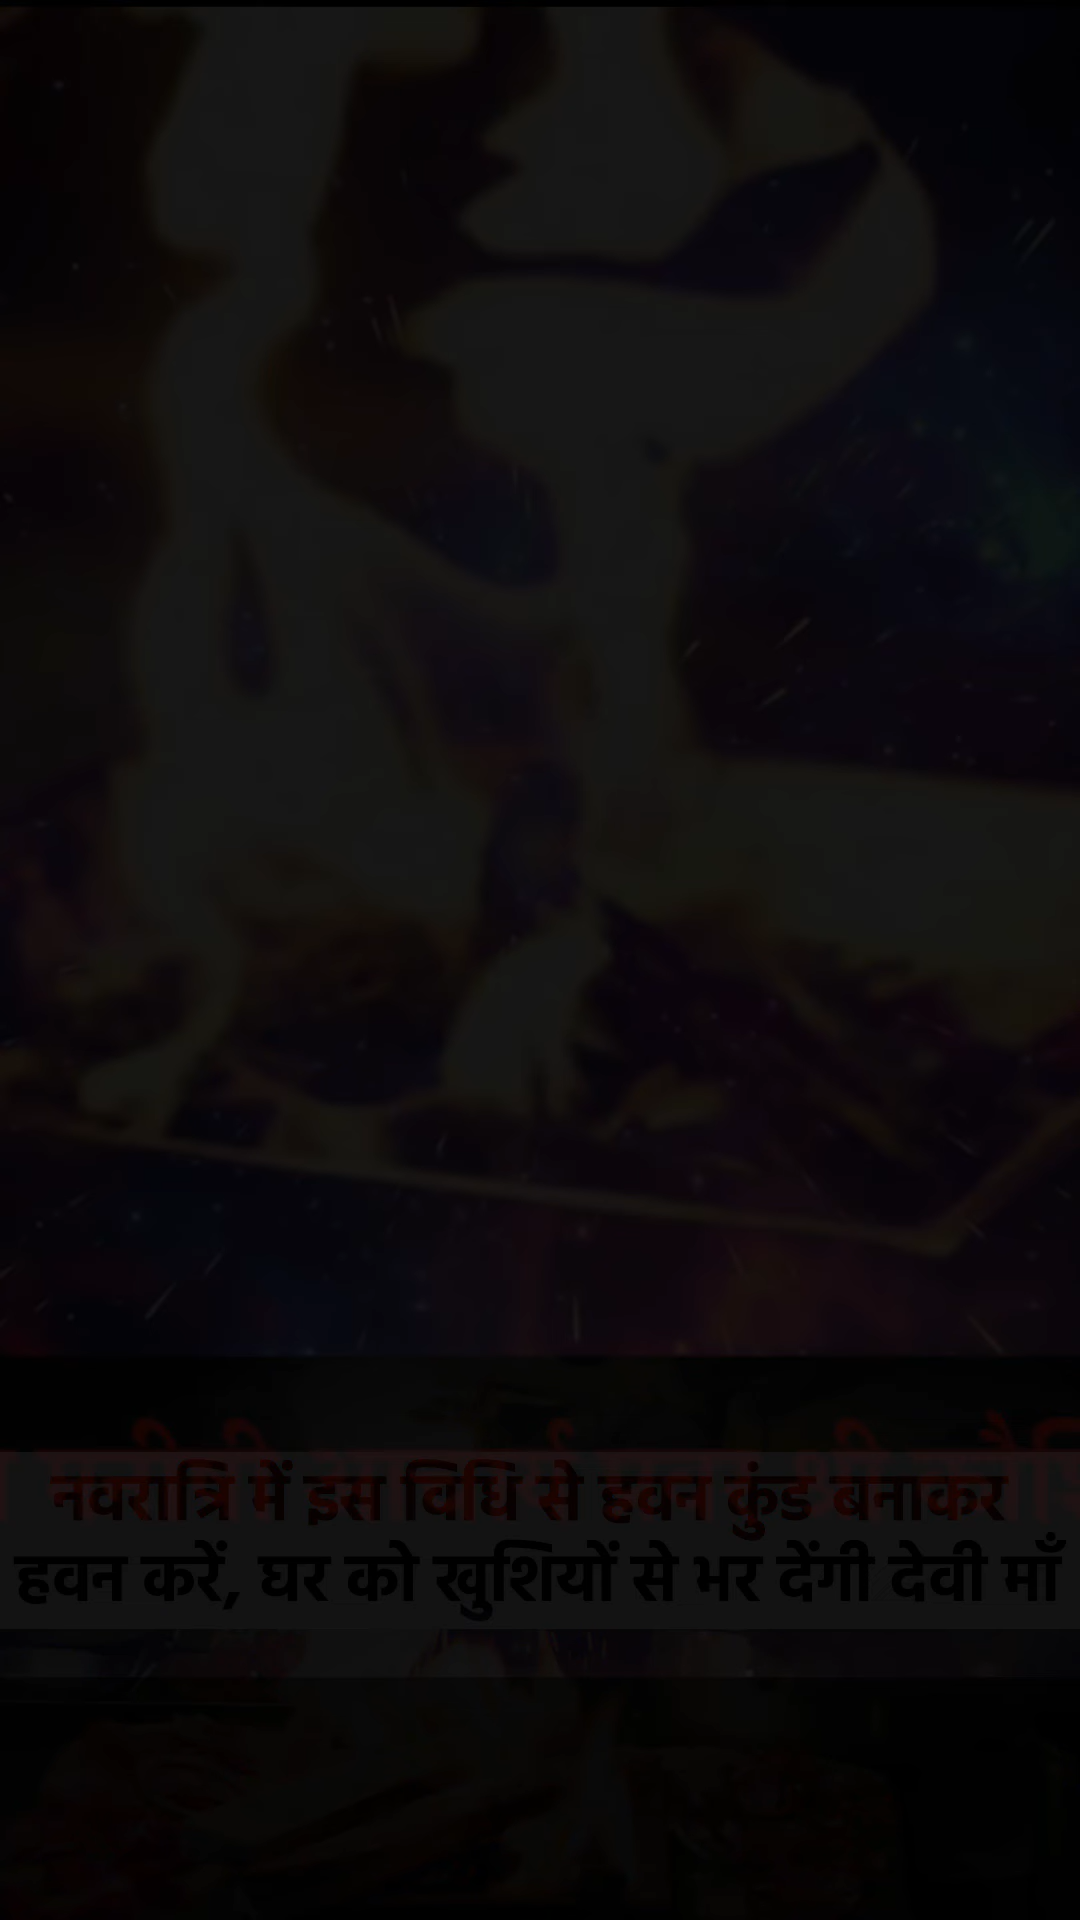 नवरात्रि में इस विधि से हवन कुंड बनाकर
हवन करें, घर को खुशियों से भर देंगी देवी माँ